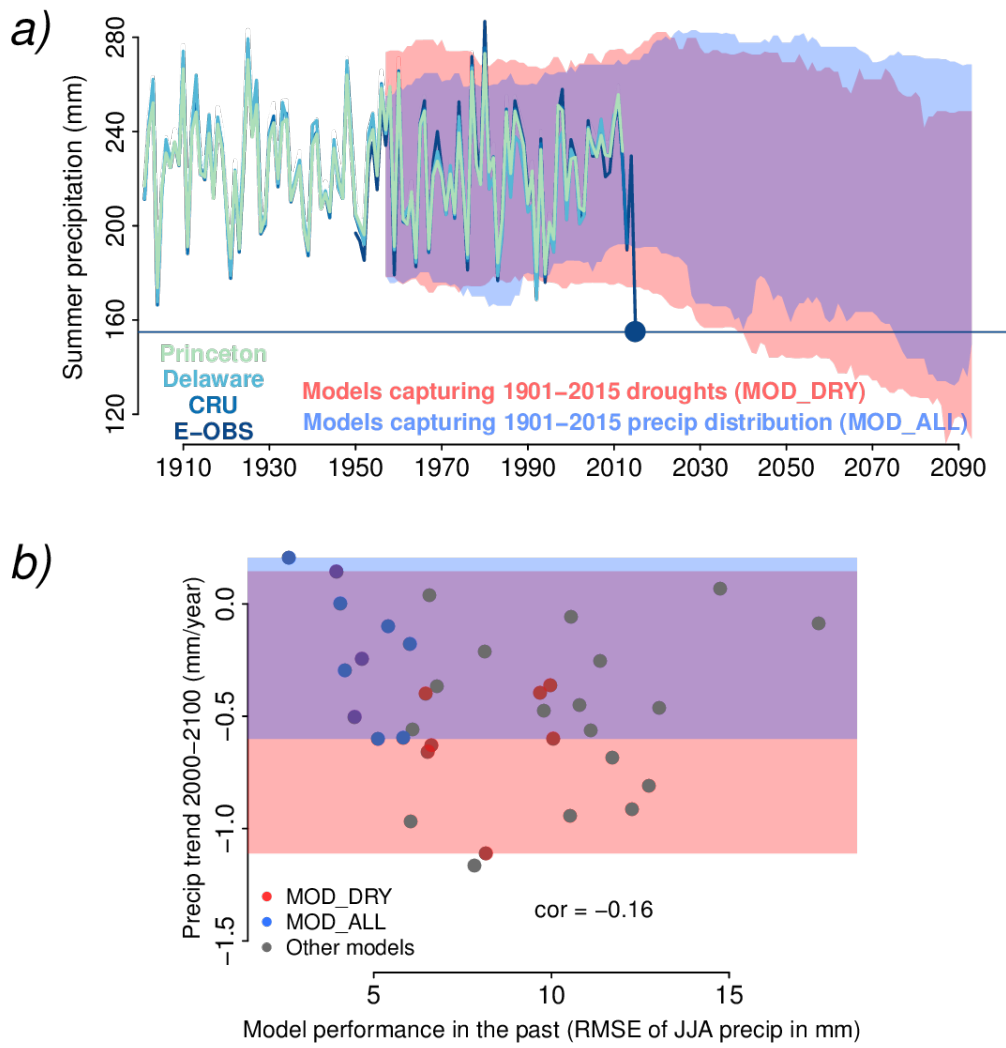 a)
Summer precipitation (mm)
280
240
200
160
120
Princeton
Delaware
CRU
E−OBS
Models capturing 1901−2015 droughts (MOD_DRY)
Models capturing 1901−2015 precip distribution (MOD_ALL)
1910 1930 1950 1970 1990 2010 2030 2050 2070 2090
b)
Precip trend 2000−2100 (mm/year)
0.0
−0.5
−1.0
−1.5
MOD_DRY
MOD_ALL
Other models
cor = −0.16
5 10 15
Model performance in the past (RMSE of JJA precip in mm)